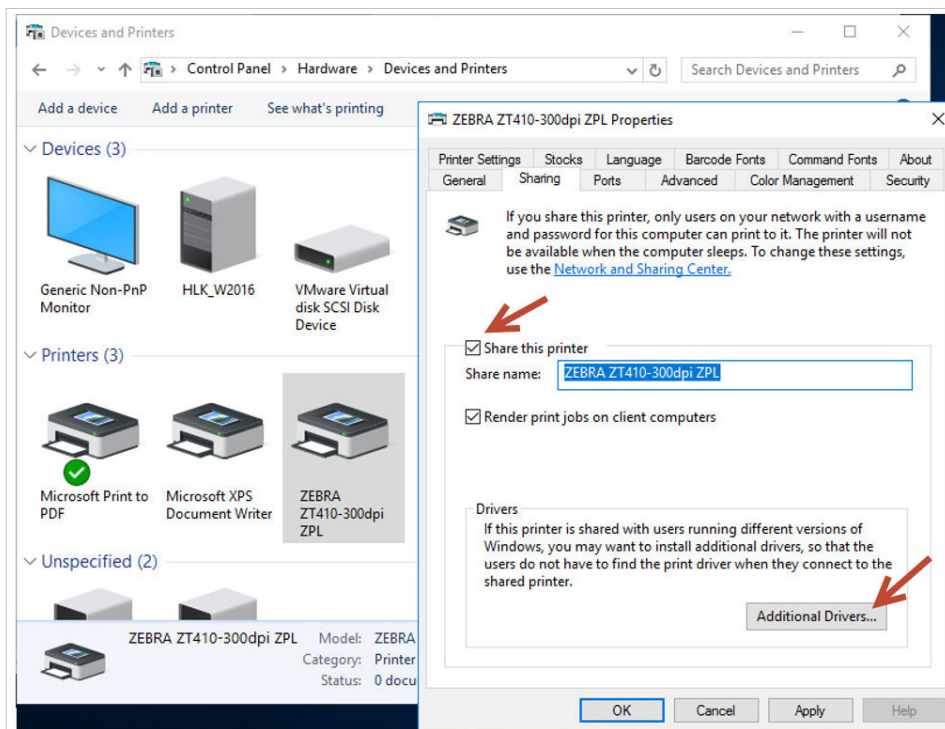 Devices and Printers
Control Panel > Hardware > Devices and Printers
Search Devices and Printers
Add a device Add a printer See what's printing
Devices (3)
Generic Non-PnP
Monitor
HLK_W2016
VMware Virtual
disk SCSI Disk
Device
Printers (3)
Microsoft Print to
PDF
Microsoft XPS
Document Writer
ZEBRA
ZT410-300dpi
ZPL
Unspecified (2)
ZEBRA ZT410-300dpi ZPL Model: ZEBRA
Category: Printer
Status: 0 docu
ZEBRA ZT410-300dpi ZPL Properties
Printer Settings Stocks Language Barcode Fonts Command Fonts About
General Sharing Ports Advanced Color Management Security
If you share this printer, only users on your network with a username
and password for this computer can print to it. The printer will not
be available when the computer sleeps. To change these settings,
use the Network and Sharing Center.
Share this printer
Share name: ZEBRA ZT410-300dpi ZPL
Render print jobs on client computers
Drivers
If this printer is shared with users running different versions of
Windows, you may want to install additional drivers, so that the
users do not have to find the print driver when they connect to the
shared printer.
Additional Drivers...
OK Cancel Apply Help